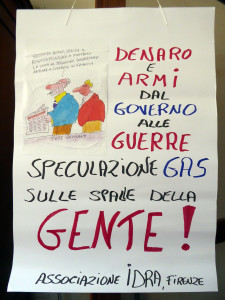 DENARO
E
ARMI
DAL
GOVERNO
ALLE
GUERRE
SPECULAZIONE GAS
SULLE SPALLE DELLA
GENTE!
ASSOCIAZIONE IDRA, FIRENZE